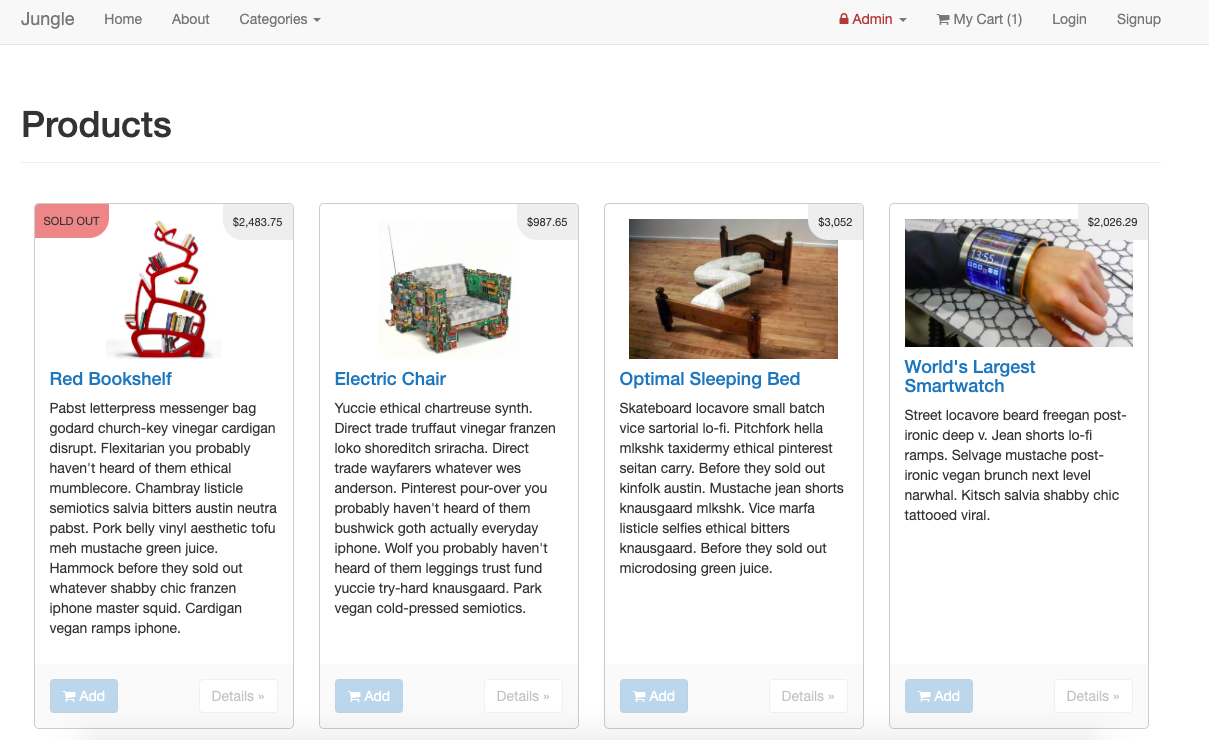 Jungle Home About Categories Admin My Cart (1) Login Signup
Products
SOLD OUT
$2,483.75
Red Bookshelf
Pabst letterpress messenger bag
godard church-key vinegar cardigan
disrupt. Flexitarian you probably
haven't heard of them ethical
mumblecore. Chambray listicle
semiotics salvia bitters austin neutra
pabst. Pork belly vinyl aesthetic tofu
meh mustache green juice.
Hammock before they sold out
whatever shabby chic franzen
iphone master squid. Cardigan
vegan ramps iphone.
Add Details »
$987.65
Electric Chair
Yuccie ethical chartreuse synth.
Direct trade truffaut vinegar franzen
loko shoreditch sriracha. Direct
trade wayfarers whatever wes
anderson. Pinterest pour-over you
probably haven't heard of them
bushwick goth actually everyday
iphone. Wolf you probably haven't
heard of them leggings trust fund
yuccie try-hard knausgaard. Park
vegan cold-pressed semiotics.
Add Details »
$3,052
Optimal Sleeping Bed
Skateboard locavore small batch
vice sartorial lo-fi. Pitchfork hella
mlkshk taxidermy ethical pinterest
seitan carry. Before they sold out
kinfolk austin. Mustache jean shorts
knausgaard mlkshk. Vice marfa
listicle selfies ethical bitters
knausgaard. Before they sold out
microdosing green juice.
Add Details »
$2,026.29
13:55
World's Largest
Smartwatch
Street locavore beard freegan post-
ironic deep v. Jean shorts lo-fi
ramps. Selvage mustache post-
ironic vegan brunch next level
narwhal. Kitsch salvia shabby chic
tattooed viral.
Add Details »